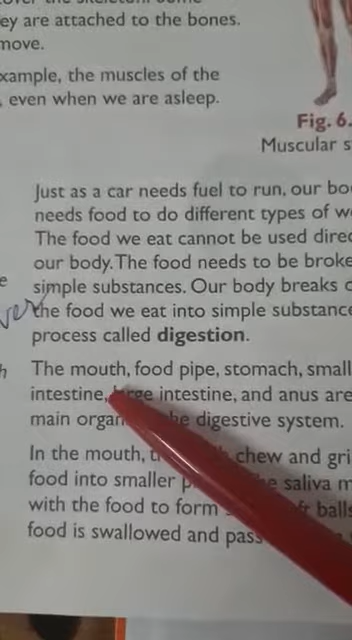 ey are attached to the bones.
move.
xample, the muscles of the
, even when we are asleep.
Fig. 6.
Muscular s
Just as a car needs fuel to run, our bo
needs food to do different types of w
The food we eat cannot be used direc
our body. The food needs to be broke
simple substances. Our body breaks
the food we eat into simple substance
process called digestion.
The mouth, food pipe, stomach, small
intestine, large intestine, and anus are
main organ he digestive system.
In the mouth, chew and gri
food into smaller saliva m
with the food to form balls
food is swallowed and pass